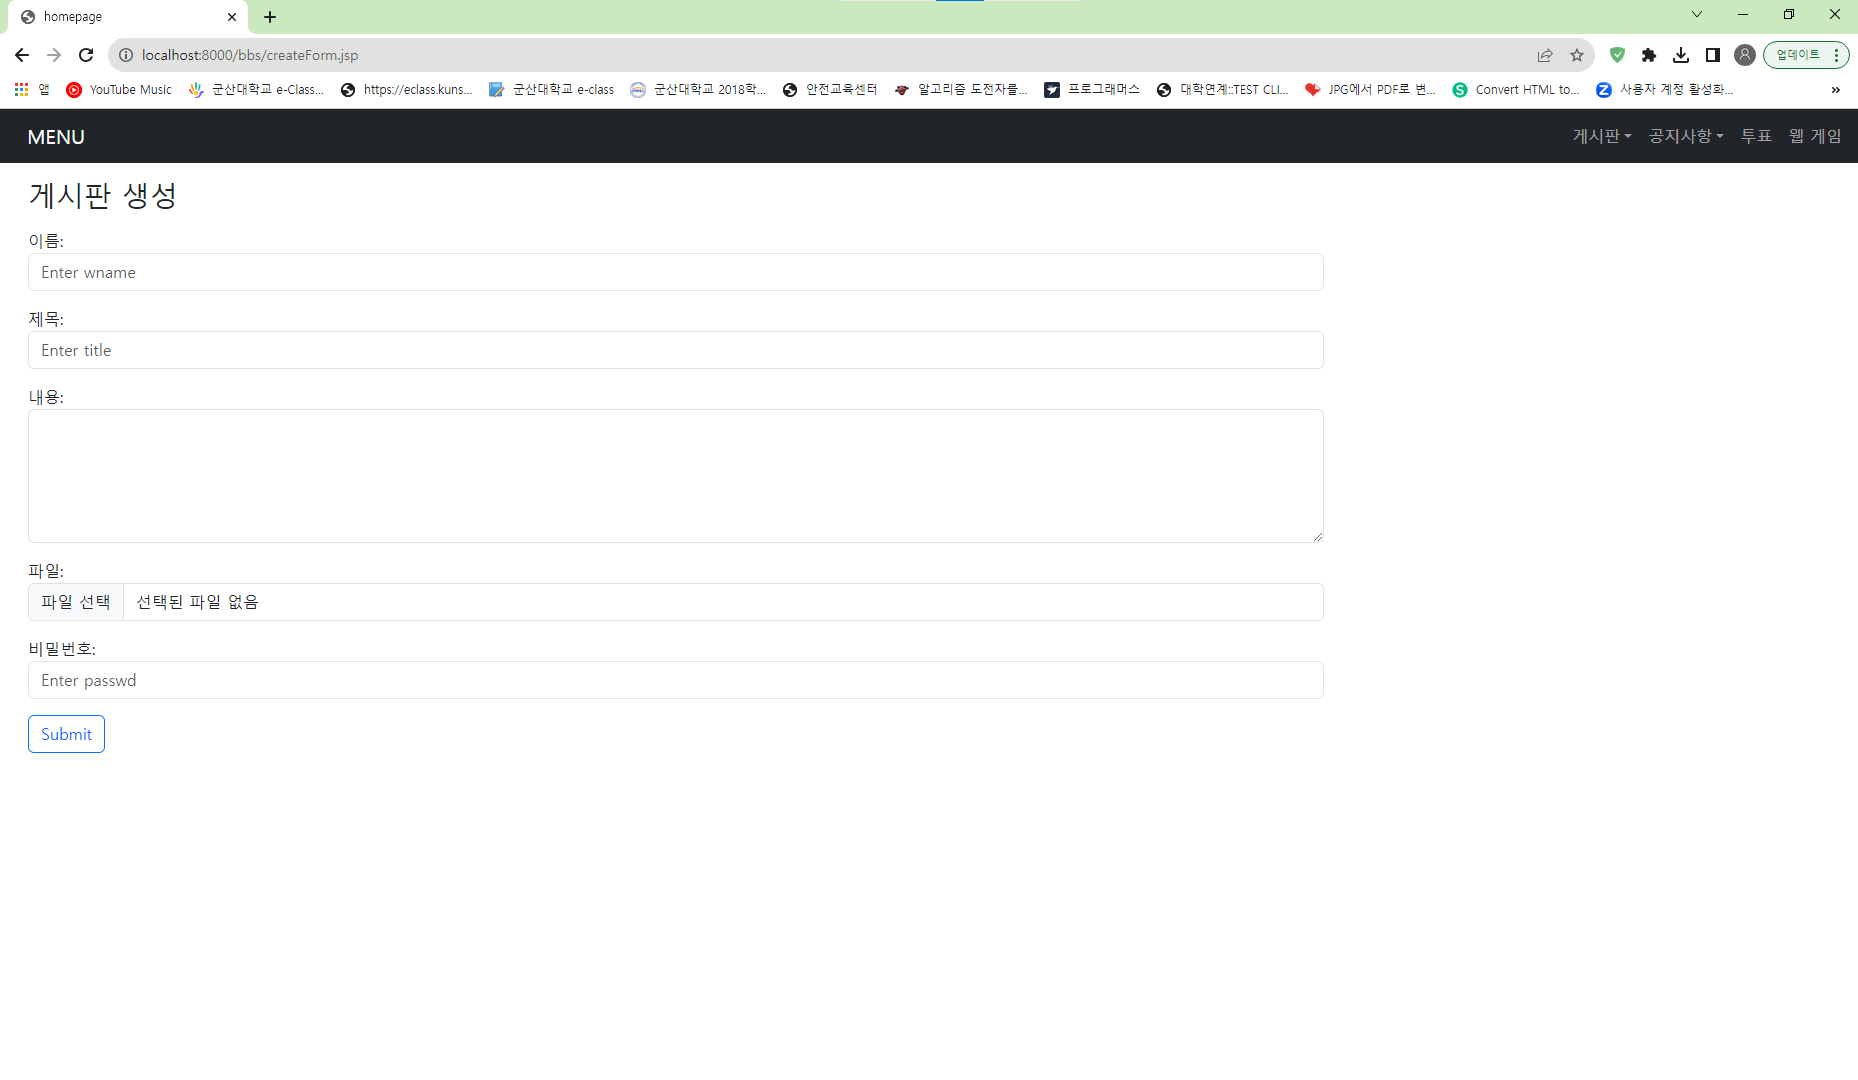 homepage
localhost:8000/bbs/createForm.jsp
업데이트
앱 YouTube Music 군산대학교 e-Class... https://eclass.kuns... 군산대학교 e-class 군산대학교 2018학... 안전교육센터 알고리즘 도전자를... 프로그래머스 대학연계::TEST CLI... JPG에서 PDF로 변... Convert HTML to... 사용자 계정 활성화... »
MENU 게시판 공지사항 투표 웹 게임
게시판 생성
이름:
Enter wname
제목:
Enter title
내용:
파일:
파일 선택 선택된 파일 없음
비밀번호:
Enter passwd
Submit